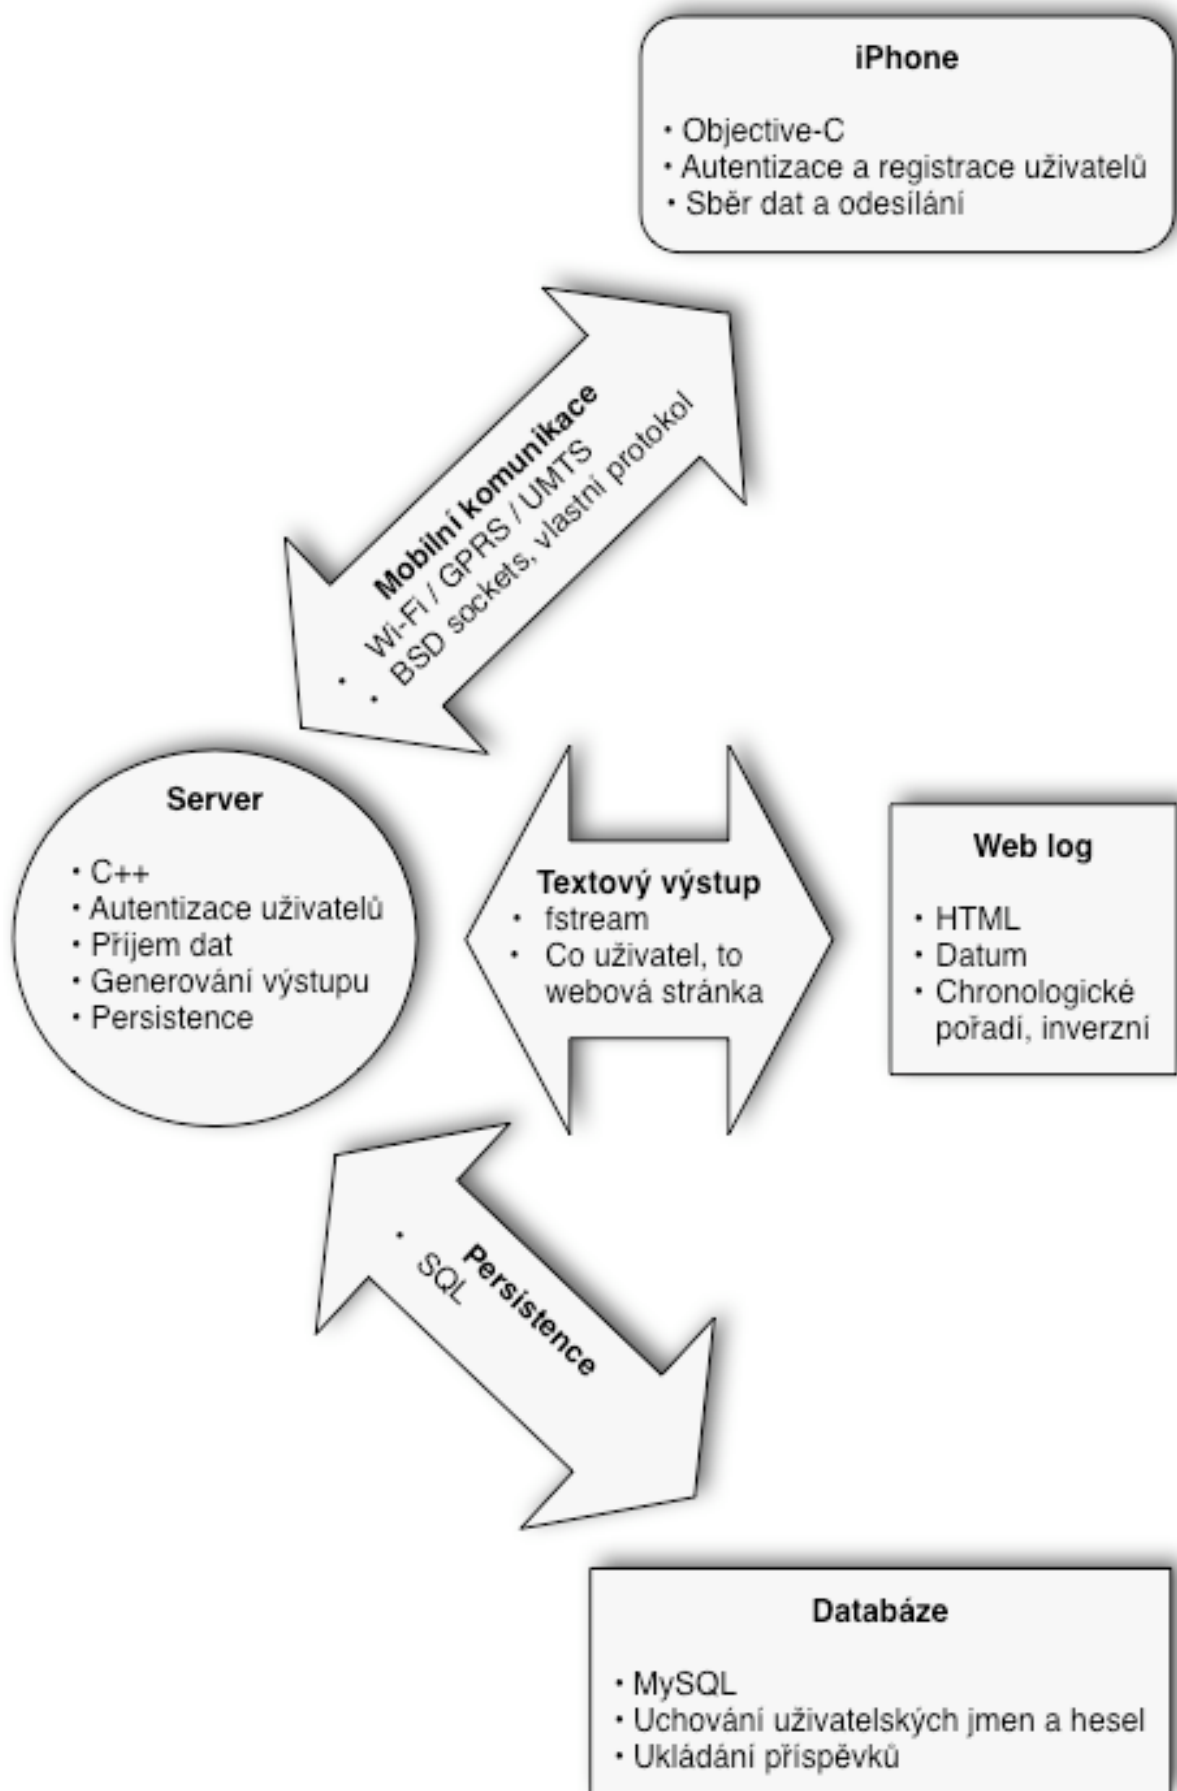 iPhone
• Objective-C
• Autentizace a registrace uživatelů
• Sběr dat a odesílání
Mobilní komunikace
• Wi-Fi / GPRS / UMTS
• BSD sockets, vlastní protokol
Server
• C++
• Autentizace uživatelů
• Příjem dat
• Generování výstupu
• Persistence
Textový výstup
• fstream
• Co uživatel, to
webová stránka
Web log
• HTML
• Datum
• Chronologické
pořadí, inverzní
Persistence
• SQL
Databáze
• MySQL
• Uchování uživatelských jmen a hesel
• Ukládání příspěvků